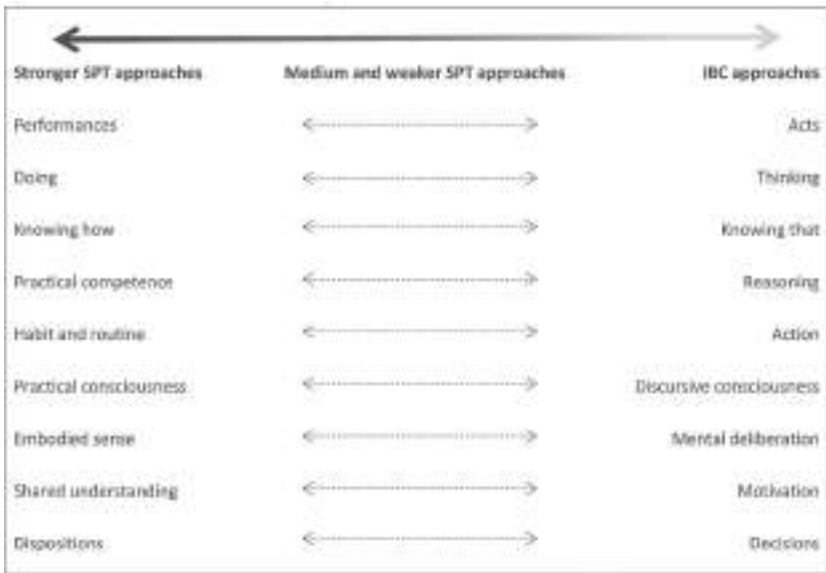 Stronger SPT approaches Medium and weaker SPT approaches IBC approaches
Performances Acts
Doing Thinking
Knowing how Knowing that
Practical competence Reasoning
Habit and routine Action
Practical consciousness Discursive consciousness
Embodied sense Mental deliberation
Shared understanding Motivation
Dispositions Decisions